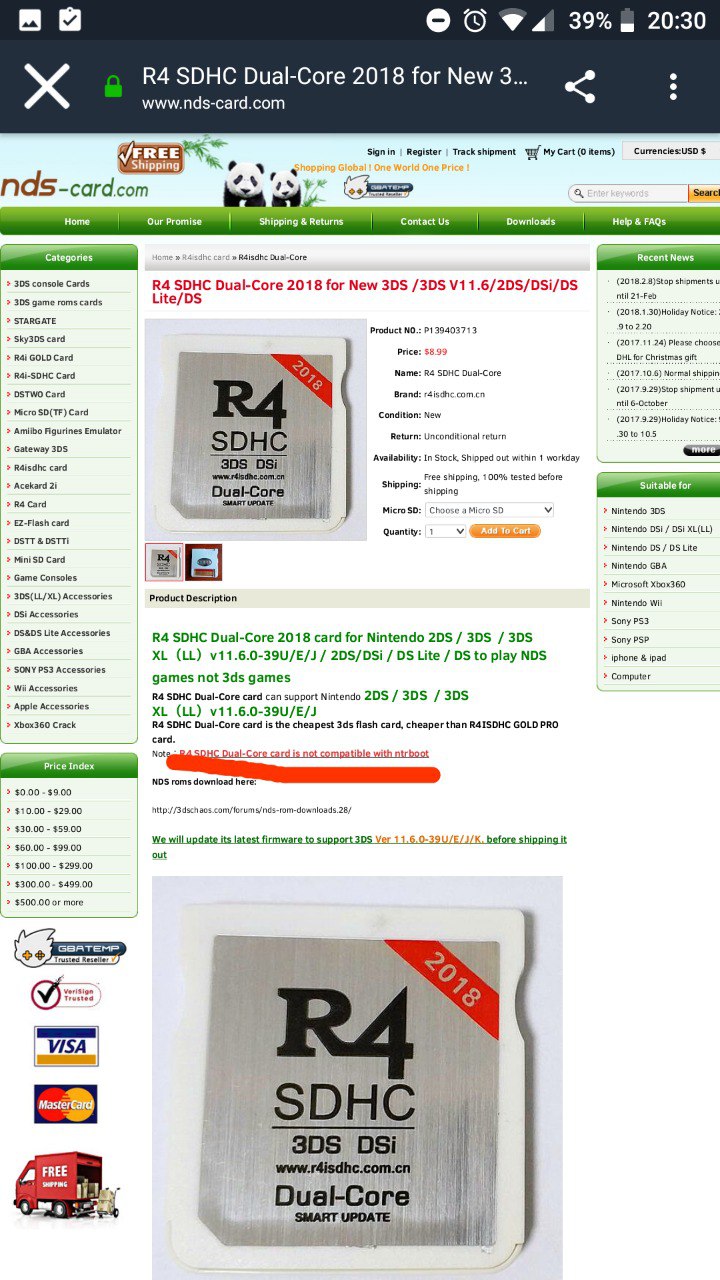 39% 20:30
R4 SDHC Dual-Core 2018 for New 3...
www.nds-card.com
FREE
Shipping
Sign in | Register | Track shipment My Cart (0 items) Currencies:USD $
Shopping Global ! One World One Price !
nds-card.com
GBATEMP
Trusted Reseller
Enter keywords Searc
Home Our Promise Shipping & Returns Contact Us Downloads Help & FAQs
Categories
3DS console Cards
3DS game roms cards
STARGATE
Sky3DS card
R4i GOLD Card
R4i-SDHC Card
DSTWO Card
Micro SD(TF) Card
Amiibo Figurines Emulator
Gateway 3DS
R4isdhc card
Acekard 2i
R4 Card
EZ-Flash card
DSTT & DSTTi
Mini SD Card
Game Consoles
3DS(LL/XL) Accessories
DSi Accessories
DS&DS Lite Accessories
GBA Accessories
SONY PS3 Accessories
Wii Accessories
Apple Accessories
Xbox360 Crack
Price Index
$0.00 - $9.00
$10.00 - $29.00
$30.00 - $59.00
$60.00 - $99.00
$100.00 - $299.00
$300.00 - $499.00
$500.00 or more
GBATEMP
Trusted Reseller
VeriSign
Trusted
VISA
MasterCard
FREE
SHIPPING
Home » R4isdhc card » R4isdhc Dual-Core
R4 SDHC Dual-Core 2018 for New 3DS /3DS V11.6/2DS/DSi/DS
Lite/DS
2018
R4
SDHC
3DS DSi
www.r4isdhc.com.cn
Dual-Core
SMART UPDATE
Product NO.: P139403713
Price: $8.99
Name: R4 SDHC Dual-Core
Brand: r4isdhc.com.cn
Condition: New
Return: Unconditional return
Availability: In Stock, Shipped out within 1 workday
Shipping: Free shipping, 100% tested before
shipping
Micro SD: Choose a Micro SD
Quantity: 1 Add To Cart
Product Description
R4 SDHC Dual-Core 2018 card for Nintendo 2DS / 3DS / 3DS
XL（LL）v11.6.0-39U/E/J / 2DS/DSi / DS Lite / DS to play NDS
games not 3ds games
R4 SDHC Dual-Core card can support Nintendo 2DS / 3DS / 3DS
XL（LL）v11.6.0-39U/E/J
R4 SDHC Dual-Core card is the cheapest 3ds flash card, cheaper than R4ISDHC GOLD PRO
card.
Note : R4 SDHC Dual-Core card is not compatible with ntrboot
NDS roms download here:
http://3dschaos.com/forums/nds-rom-downloads.28/
We will update its latest firmware to support 3DS Ver 11.6.0-39U/E/J/K. before shipping it
out
2018
R4
SDHC
3DS DSi
www.r4isdhc.com.cn
Dual-Core
SMART UPDATE
Recent News
(2018.2.8)Stop shipments u
ntil 21-Feb
(2018.1.30)Holiday Notice:
.9 to 2.20
(2017.11.24) Please choose
DHL for Christmas gift
(2017.10.6) Normal shippin
(2017.9.29)Stop shipment u
ntil 6-October
(2017.9.29)Holiday Notice:
.30 to 10.5
more
Suitable for
Nintendo 3DS
Nintendo DSi / DSi XL(LL)
Nintendo DS / DS Lite
Nintendo GBA
Microsoft Xbox360
Nintendo Wii
Sony PS3
Sony PSP
iphone & ipad
Computer